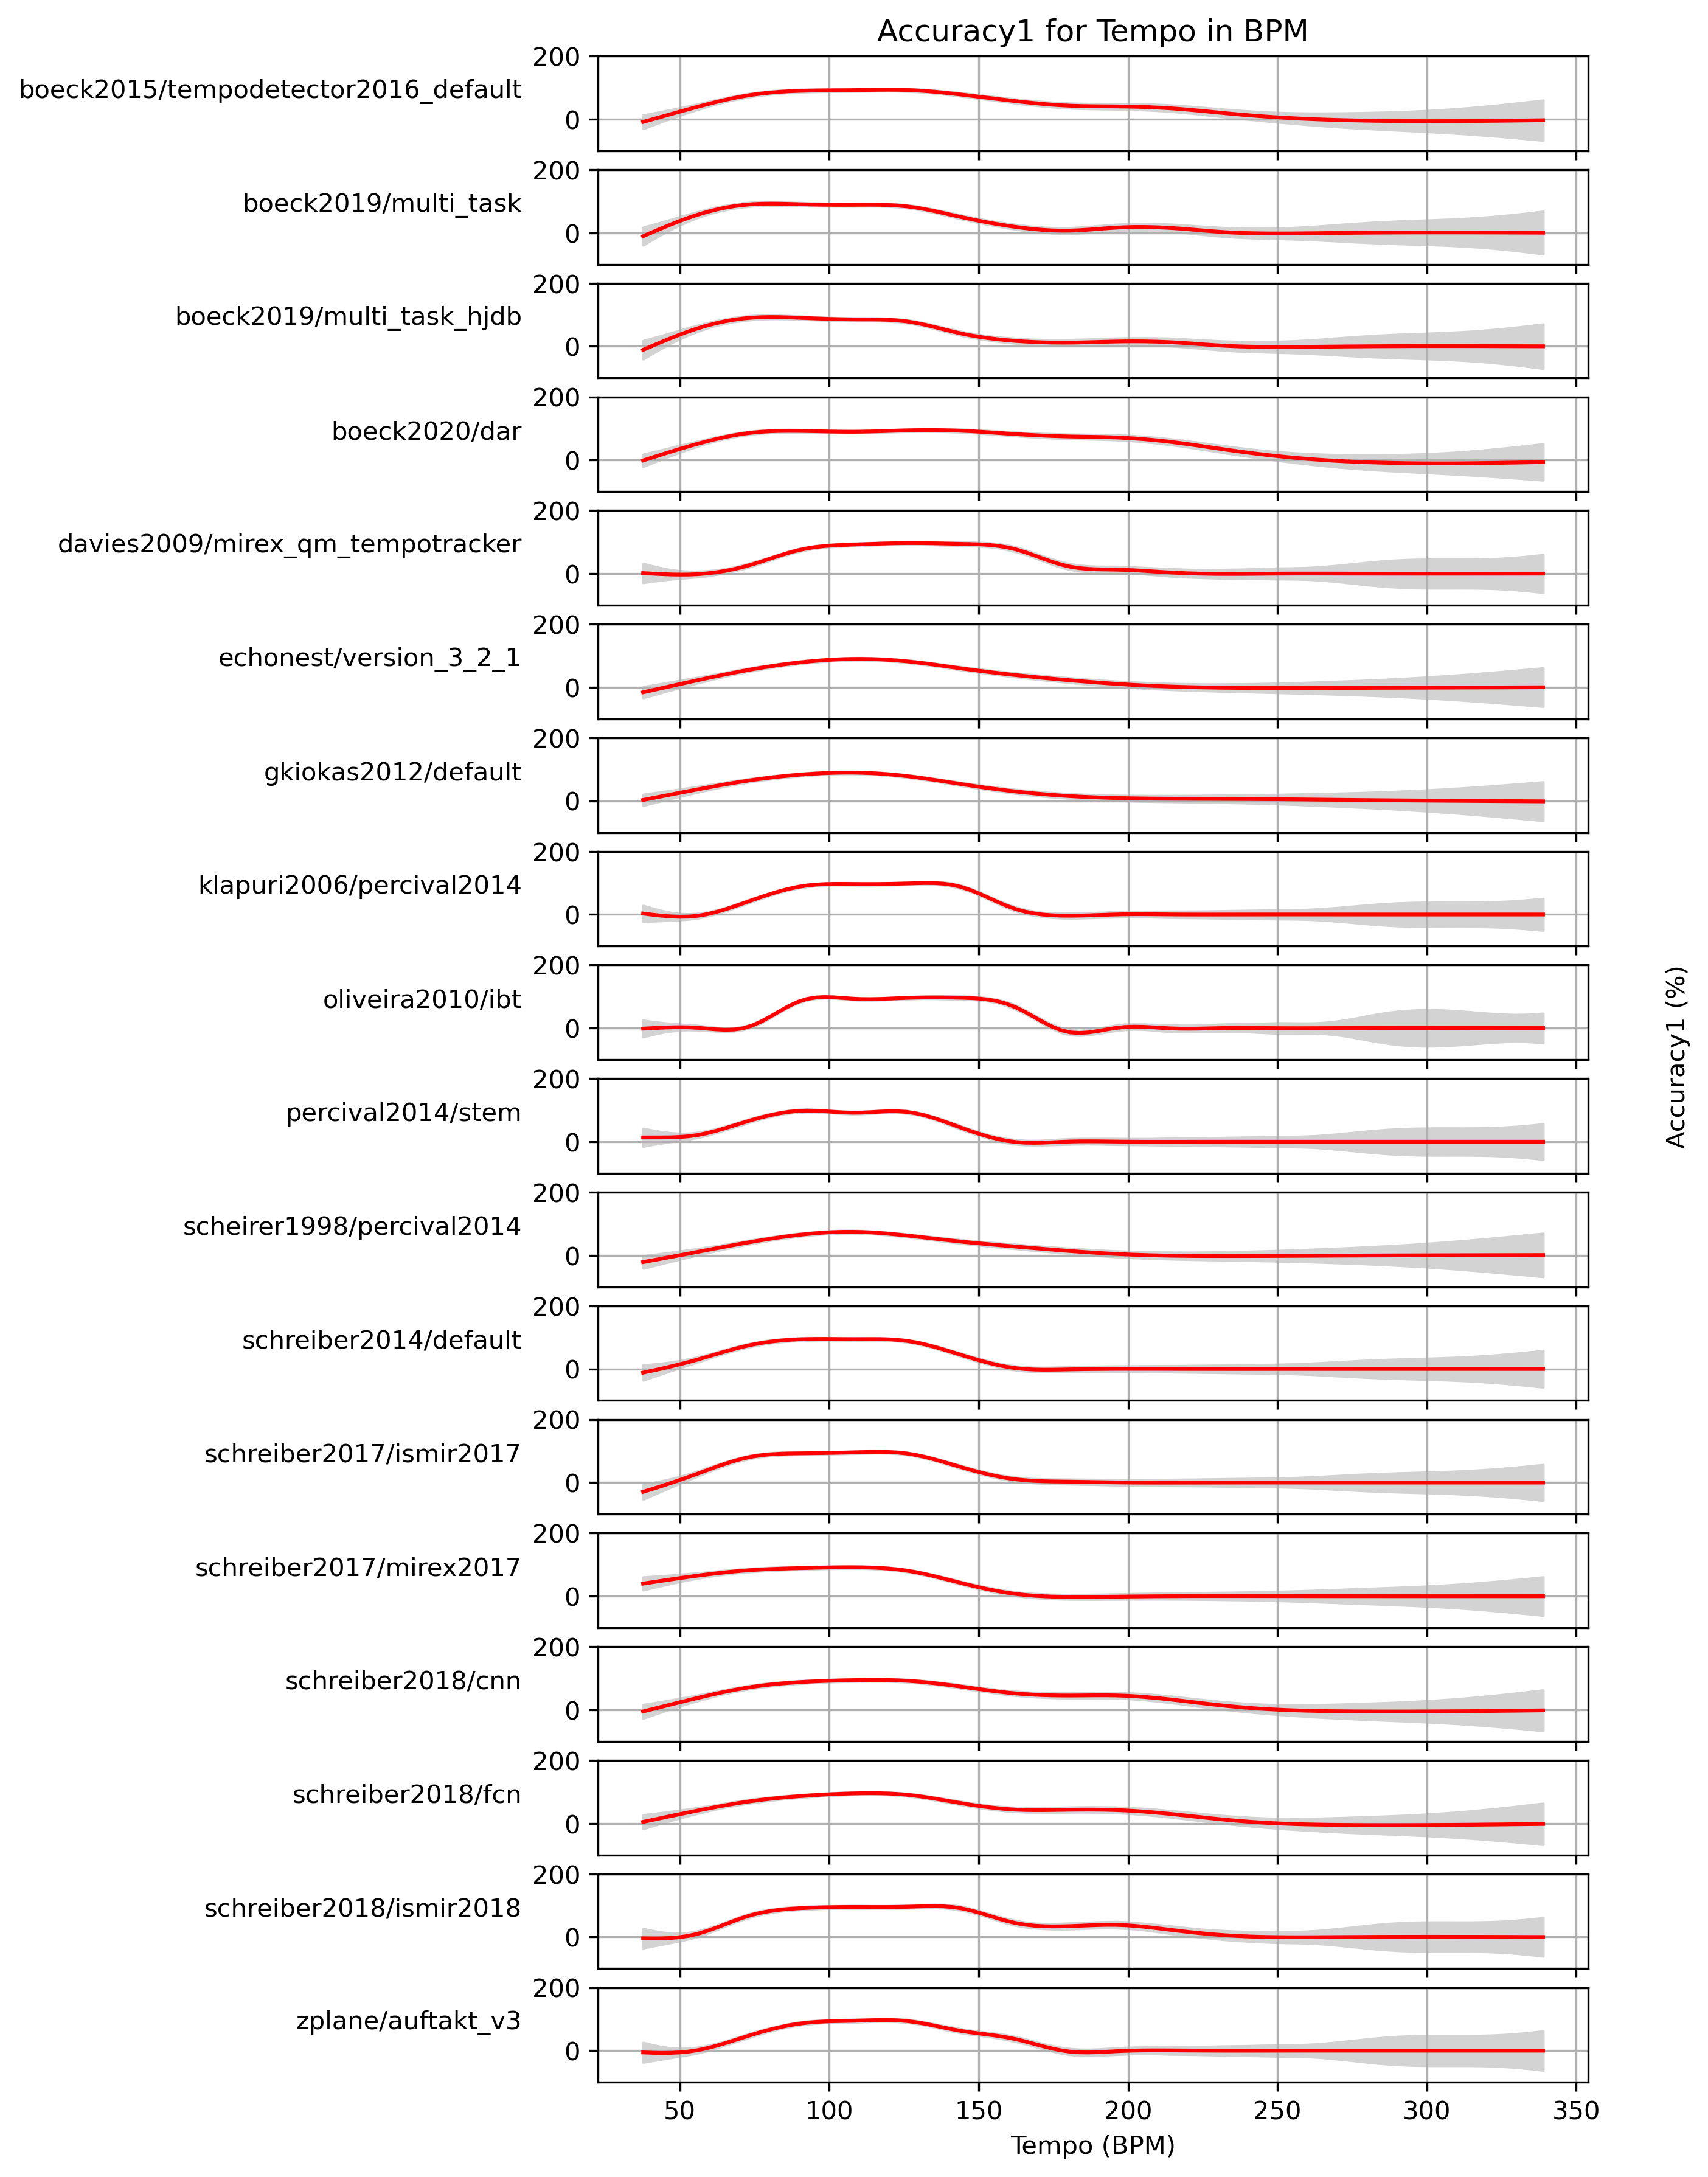 Accuracy1 for Tempo in BPM
boeck2015/tempodetector2016_default
200
0
boeck2019/multi_task
200
0
boeck2019/multi_task_hjdb
200
0
boeck2020/dar
200
0
davies2009/mirex_qm_tempotracker
200
0
echonest/version_3_2_1
200
0
gkiokas2012/default
200
0
klapuri2006/percival2014
200
0
oliveira2010/ibt
200
0
percival2014/stem
200
0
scheirer1998/percival2014
200
0
schreiber2014/default
200
0
schreiber2017/ismir2017
200
0
schreiber2017/mirex2017
200
0
schreiber2018/cnn
200
0
schreiber2018/fcn
200
0
schreiber2018/ismir2018
200
0
zplane/auftakt_v3
200
0
50 100 150 200 250 300 350
Tempo (BPM)
Accuracy1 (%)